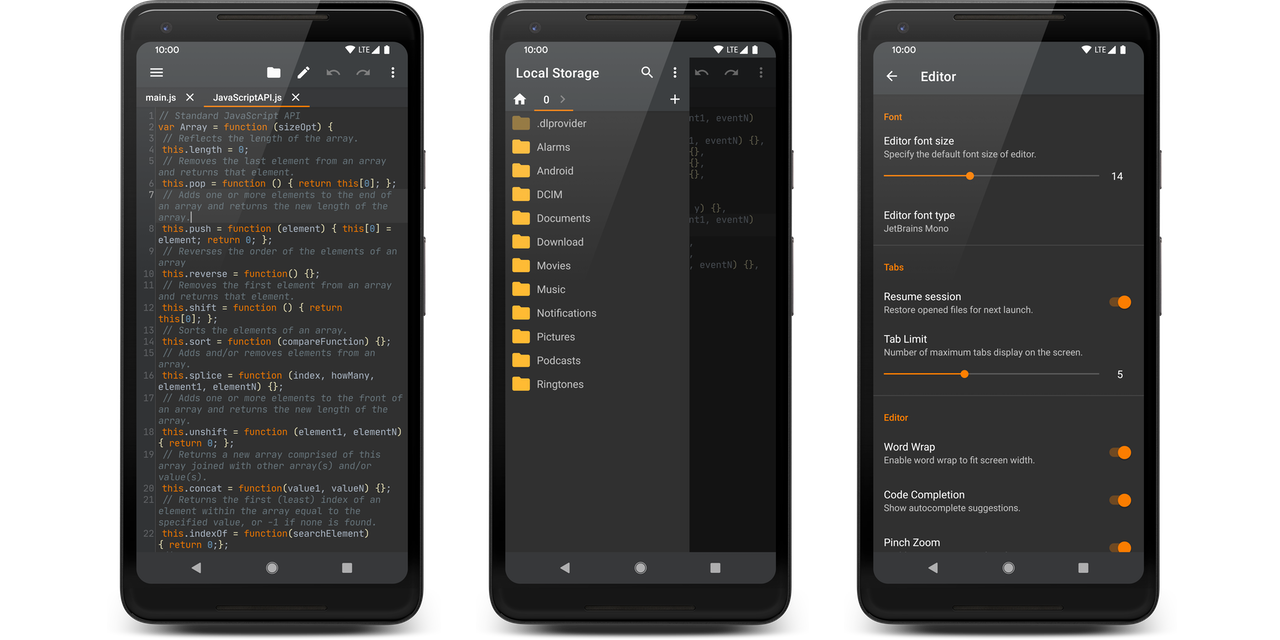 10:00
LTE
main.js
JavaScriptAPI.js
1 // Standard JavaScript API
2 var Array = function (sizeOpt) {
3 // Reflects the length of the array.
4 this.length = 0;
5 // Removes the last element from an array
and returns that element.
6 this.pop = function () { return this[0]; };
7 // Adds one or more elements to the end of
an array and returns the new length of the
array.
8 this.push = function (element) { this[0] =
element; return 0; };
9 // Reverses the order of the elements of an
array
10 this.reverse = function() {};
11 // Removes the first element from an array
and returns that element.
12 this.shift = function () { return
this[0]; };
13 // Sorts the elements of an array.
14 this.sort = function (compareFunction) {};
15 // Adds and/or removes elements from an
array.
16 this.splice = function (index, howMany,
element1, elementN) {};
17 // Adds one or more elements to the front of
an array and returns the new length of the
array.
18 this.unshift = function (element1, elementN)
{ return 0; };
19 // Returns a new array comprised of this
array joined with other array(s) and/or
value(s).
20 this.concat = function(value1, valueN) {};
21 // Returns the first (least) index of an
element within the array equal to the
specified value, or -1 if none is found.
22 this.indexOf = function(searchElement)
{ return 0;};
10:00
LTE
Local Storage
0
.dlprovider
Alarms
Android
DCIM
Documents
Download
Movies
Music
Notifications
Pictures
Podcasts
Ringtones
nt1, eventN)
1, eventN) {},
{},
{},
{},
y) {},
nt1, eventN)
, eventN) {},
10:00
LTE
Editor
Font
Editor font size
Specify the default font size of editor.
14
Editor font type
JetBrains Mono
Tabs
Resume session
Restore opened files for next launch.
Tab Limit
Number of maximum tabs display on the screen.
5
Editor
Word Wrap
Enable word wrap to fit screen width.
Code Completion
Show autocomplete suggestions.
Pinch Zoom